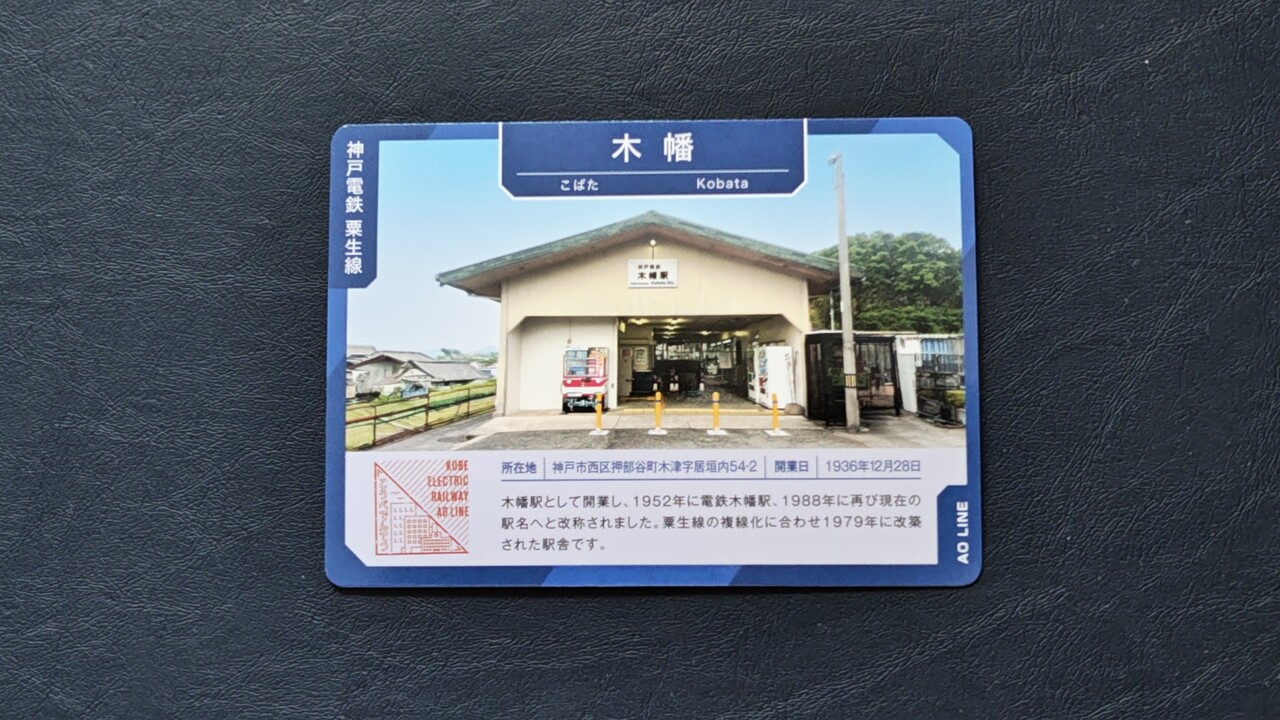 木幡
こばた Kobata
神戸電鉄 粟生線
神戸電鉄
木幡駅
Kobata Sta.
所在地 神戸市西区押部谷町木津字居垣内54-2 開業日 1936年12月28日
木幡駅として開業し、1952年に電鉄木幡駅、1988年に再び現在の
駅名へと改称されました。粟生線の複線化に合わせ1979年に改築
された駅舎です。
KOBE
ELECTRIC
RAILWAY
AO LINE
AO LINE